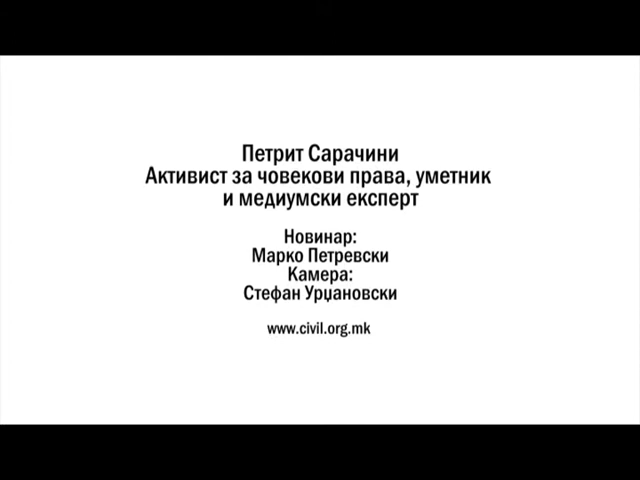 Петрит Сарачини
Активист за човекови права, уметник
и медиумски експерт
Новинар:
Марко Петревски
Камера:
Стефан Урџановски
www.civil.org.mk